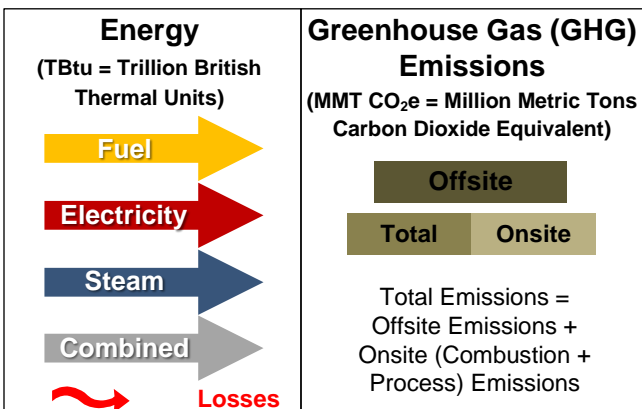 Energy
(TBtu = Trillion British
Thermal Units)
Fuel
Electricity
Steam
Combined
Losses
Greenhouse Gas (GHG)
Emissions
(MMT CO₂e = Million Metric Tons
Carbon Dioxide Equivalent)
Offsite
Total Onsite
Total Emissions =
Offsite Emissions +
Onsite (Combustion +
Process) Emissions